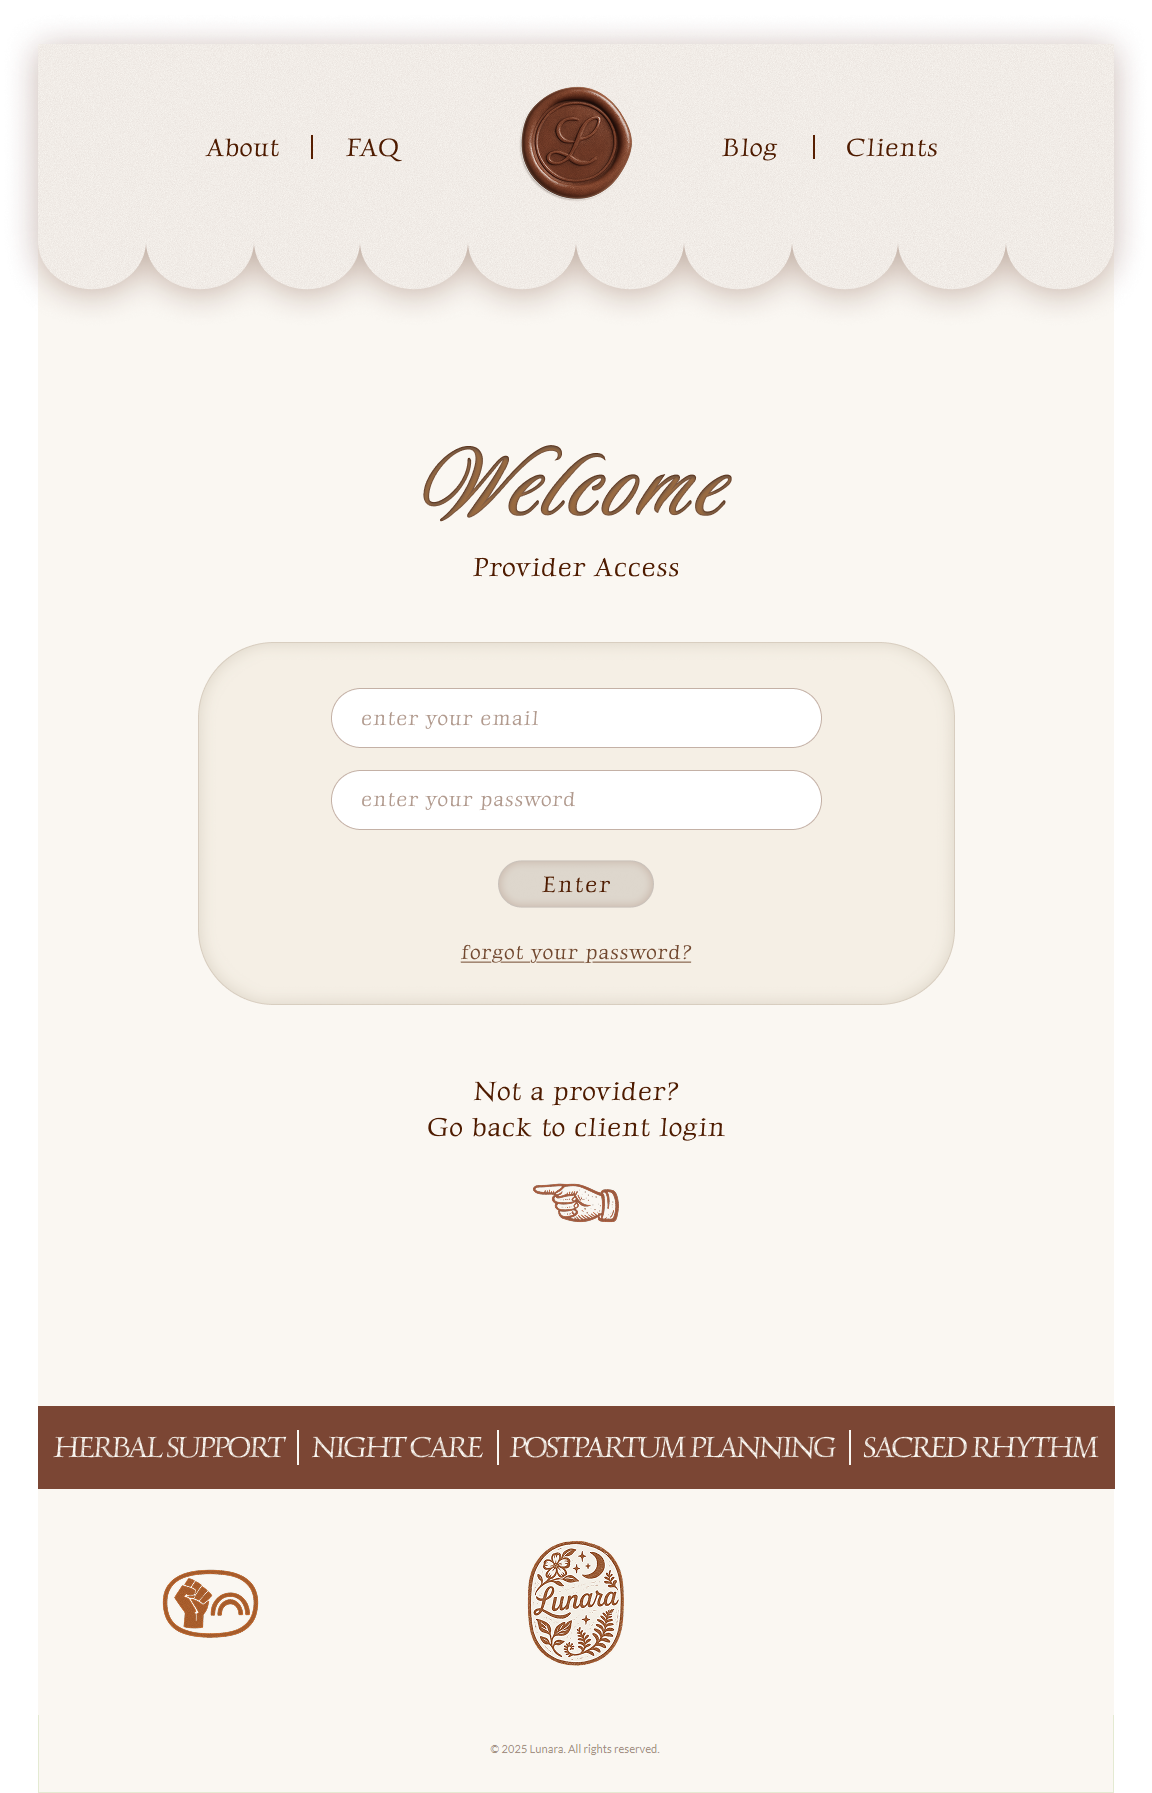 About | FAQ
L
Blog | Clients
Welcome
Provider Access
enter your email
enter your password
Enter
forgot your password?
Not a provider?
Go back to client login
HERBAL SUPPORT | NIGHT CARE | POSTPARTUM PLANNING | SACRED RHYTHM
Lunara
© 2025 Lunara. All rights reserved.